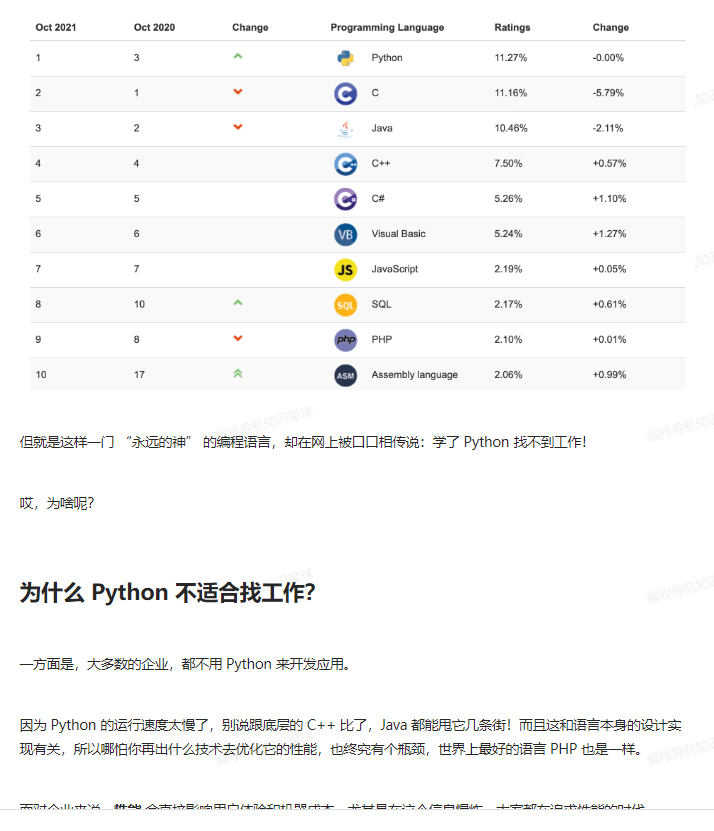 Oct 2021 Oct 2020 Change Programming Language Ratings Change
1 3 Python 11.27% -0.00%
2 1 C 11.16% -5.79%
3 2 Java 10.46% -2.11%
4 4 C++ 7.50% +0.57%
5 5 C# 5.26% +1.10%
6 6 VB Visual Basic 5.24% +1.27%
7 7 JS JavaScript 2.19% +0.05%
8 10 SQL SQL 2.17% +0.61%
9 8 php PHP 2.10% +0.01%
10 17 ASM Assembly language 2.06% +0.99%
但就是这样一门 “永远的神” 的编程语言，却在网上被口口相传说：学了 Python 找不到工作！
哎，为啥呢？
为什么 Python 不适合找工作？
一方面是，大多数的企业，都不用 Python 来开发应用。
因为 Python 的运行速度太慢了，别说跟底层的 C++ 比了，Java 都能甩它几条街！而且这和语言本身的设计实
现有关，所以哪怕你再出什么技术去优化它的性能，也终究有个瓶颈，世界上最好的语言 PHP 也是一样。